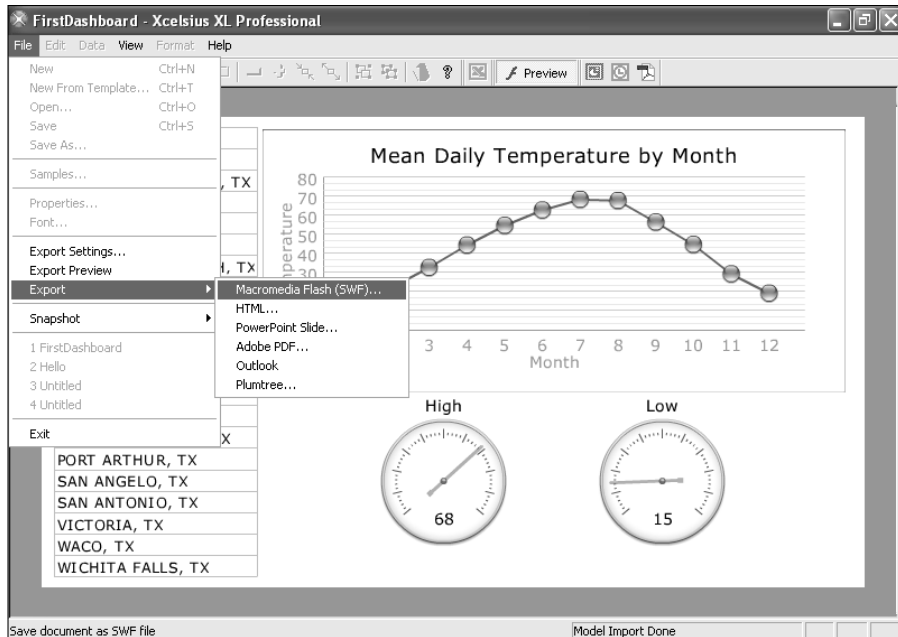 FirstDashboard - Xcelsius XL Professional
File Edit Data View Format Help
Preview
New Ctrl+N
New From Template... Ctrl+T
Open... Ctrl+O
Save Ctrl+S
Save As...
Samples...
Properties...
Font...
Export Settings...
Export Preview
Export
Snapshot
1 FirstDashboard
2 Hello
3 Untitled
4 Untitled
Exit
Macromedia Flash (SWF)...
HTML...
PowerPoint Slide...
Adobe PDF...
Outlook
Plumtree...
, TX
, TX
X
PORT ARTHUR, TX
SAN ANGELO, TX
SAN ANTONIO, TX
VICTORIA, TX
WACO, TX
WICHITA FALLS, TX
Mean Daily Temperature by Month
80
70
60
50
40
30
perature
3 4 5 6 7 8 9 10 11 12
Month
High
68
Low
15
Save document as SWF file
Model Import Done